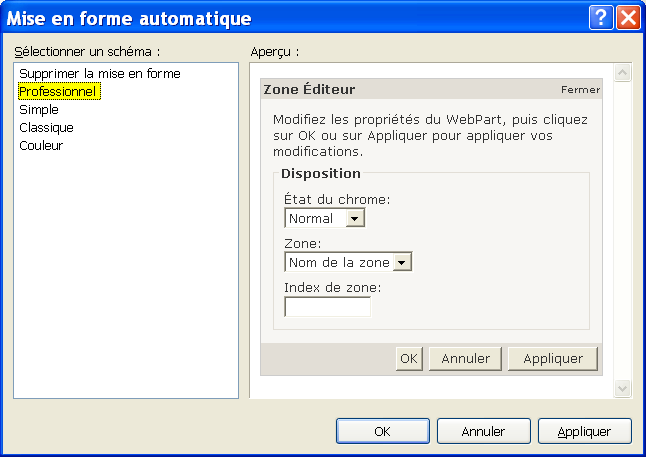 Mise en forme automatique
Sélectionner un schéma :
Supprimer la mise en forme
Professionnel
Simple
Classique
Couleur
Aperçu :
Zone Éditeur Fermer
Modifiez les propriétés du WebPart, puis cliquez
sur OK ou sur Appliquer pour appliquer vos
modifications.
Disposition
État du chrome:
Normal
Zone:
Nom de la zone
Index de zone:
OK Annuler Appliquer
OK Annuler Appliquer